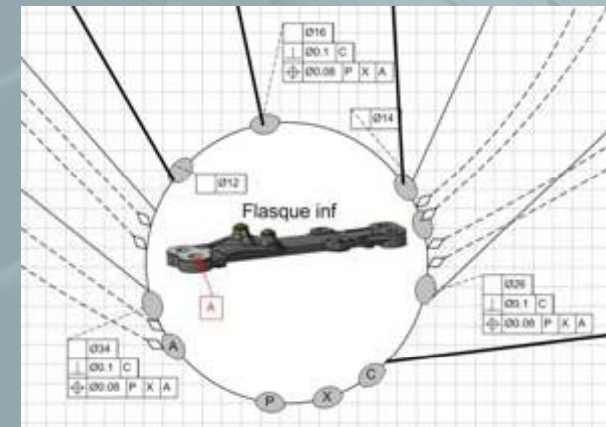 Ø16
⊥ Ø0.1 C
⌖ Ø0.08 P X A
Ø14
Ø12
Flasque inf
A
Ø26
⊥ Ø0.1 C
⌖ Ø0.08 P X A
Ø34
⊥ Ø0.1 C
⌖ Ø0.08 P X A
A
C
P
X